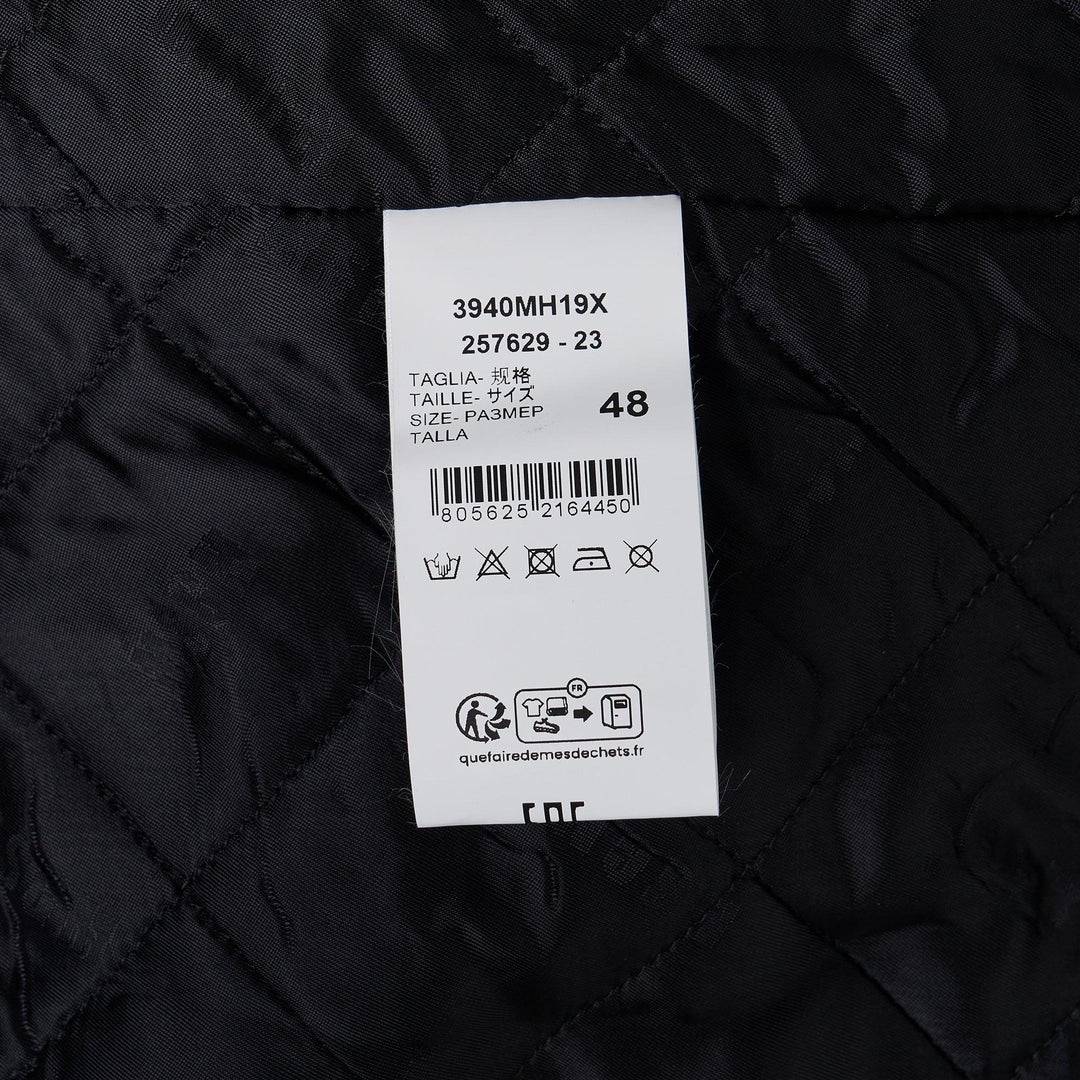 3940MH19X
257629 - 23
TAGLIA- 规格
TAILLE- サイズ
SIZE- РАЗМЕР
TALLA
48
805625 2164450
FR
quefairedemesdechets.fr